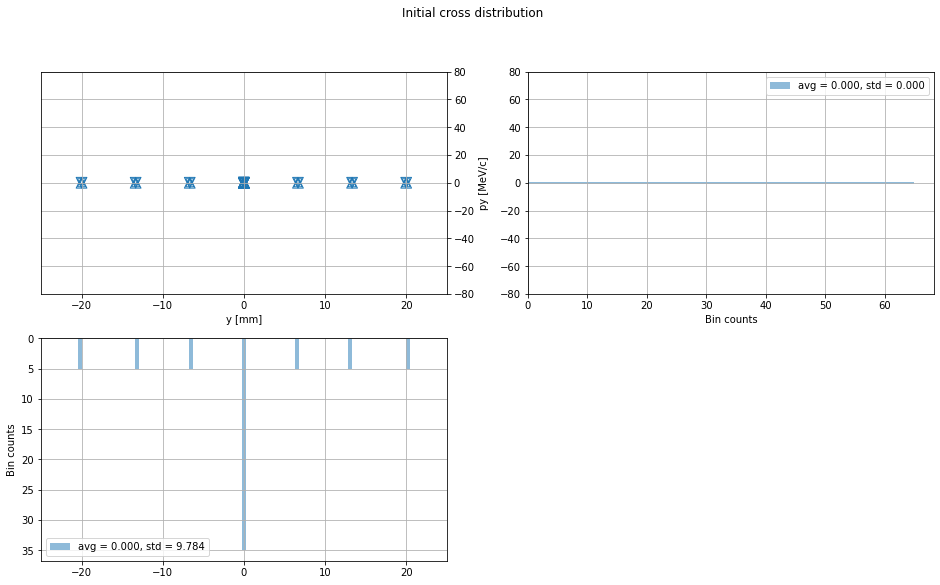 Initial cross distribution
80
60
40
20
0
−20
−40
−60
−80
py [MeV/c]
−20 −10 0 10 20
y [mm]
80
60
40
20
0
−20
−40
−60
−80
avg = 0.000, std = 0.000
0 10 20 30 40 50 60
Bin counts
0
5
10
15
20
25
30
35
Bin counts
avg = 0.000, std = 9.784
−20 −10 0 10 20